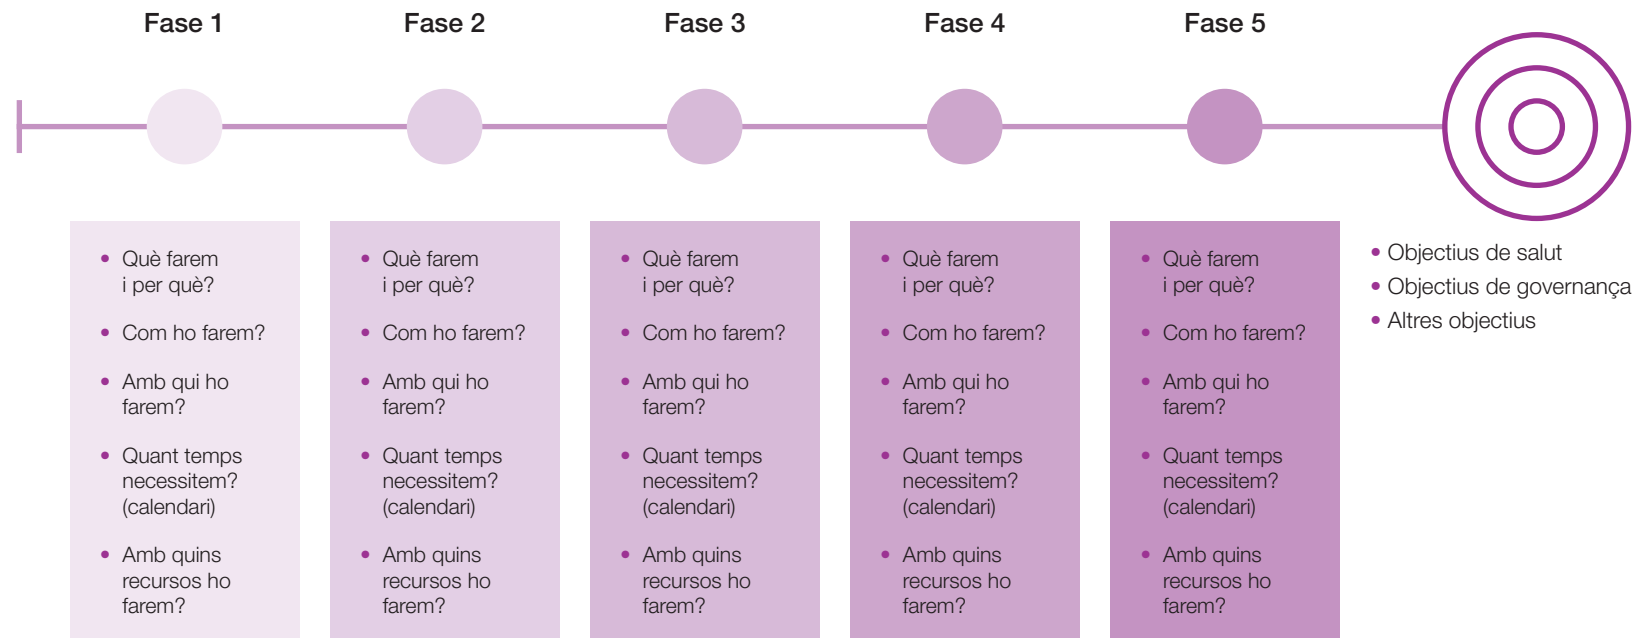 Fase 1
Fase 2
Fase 3
Fase 4
Fase 5
• Què farem
i per què?
• Com ho farem?
• Amb qui ho
farem?
• Quant temps
necessitem?
(calendari)
• Amb quins
recursos ho
farem?
• Què farem
i per què?
• Com ho farem?
• Amb qui ho
farem?
• Quant temps
necessitem?
(calendari)
• Amb quins
recursos ho
farem?
• Què farem
i per què?
• Com ho farem?
• Amb qui ho
farem?
• Quant temps
necessitem?
(calendari)
• Amb quins
recursos ho
farem?
• Què farem
i per què?
• Com ho farem?
• Amb qui ho
farem?
• Quant temps
necessitem?
(calendari)
• Amb quins
recursos ho
farem?
• Què farem
i per què?
• Com ho farem?
• Amb qui ho
farem?
• Quant temps
necessitem?
(calendari)
• Amb quins
recursos ho
farem?
• Objectius de salut
• Objectius de governança
• Altres objectius